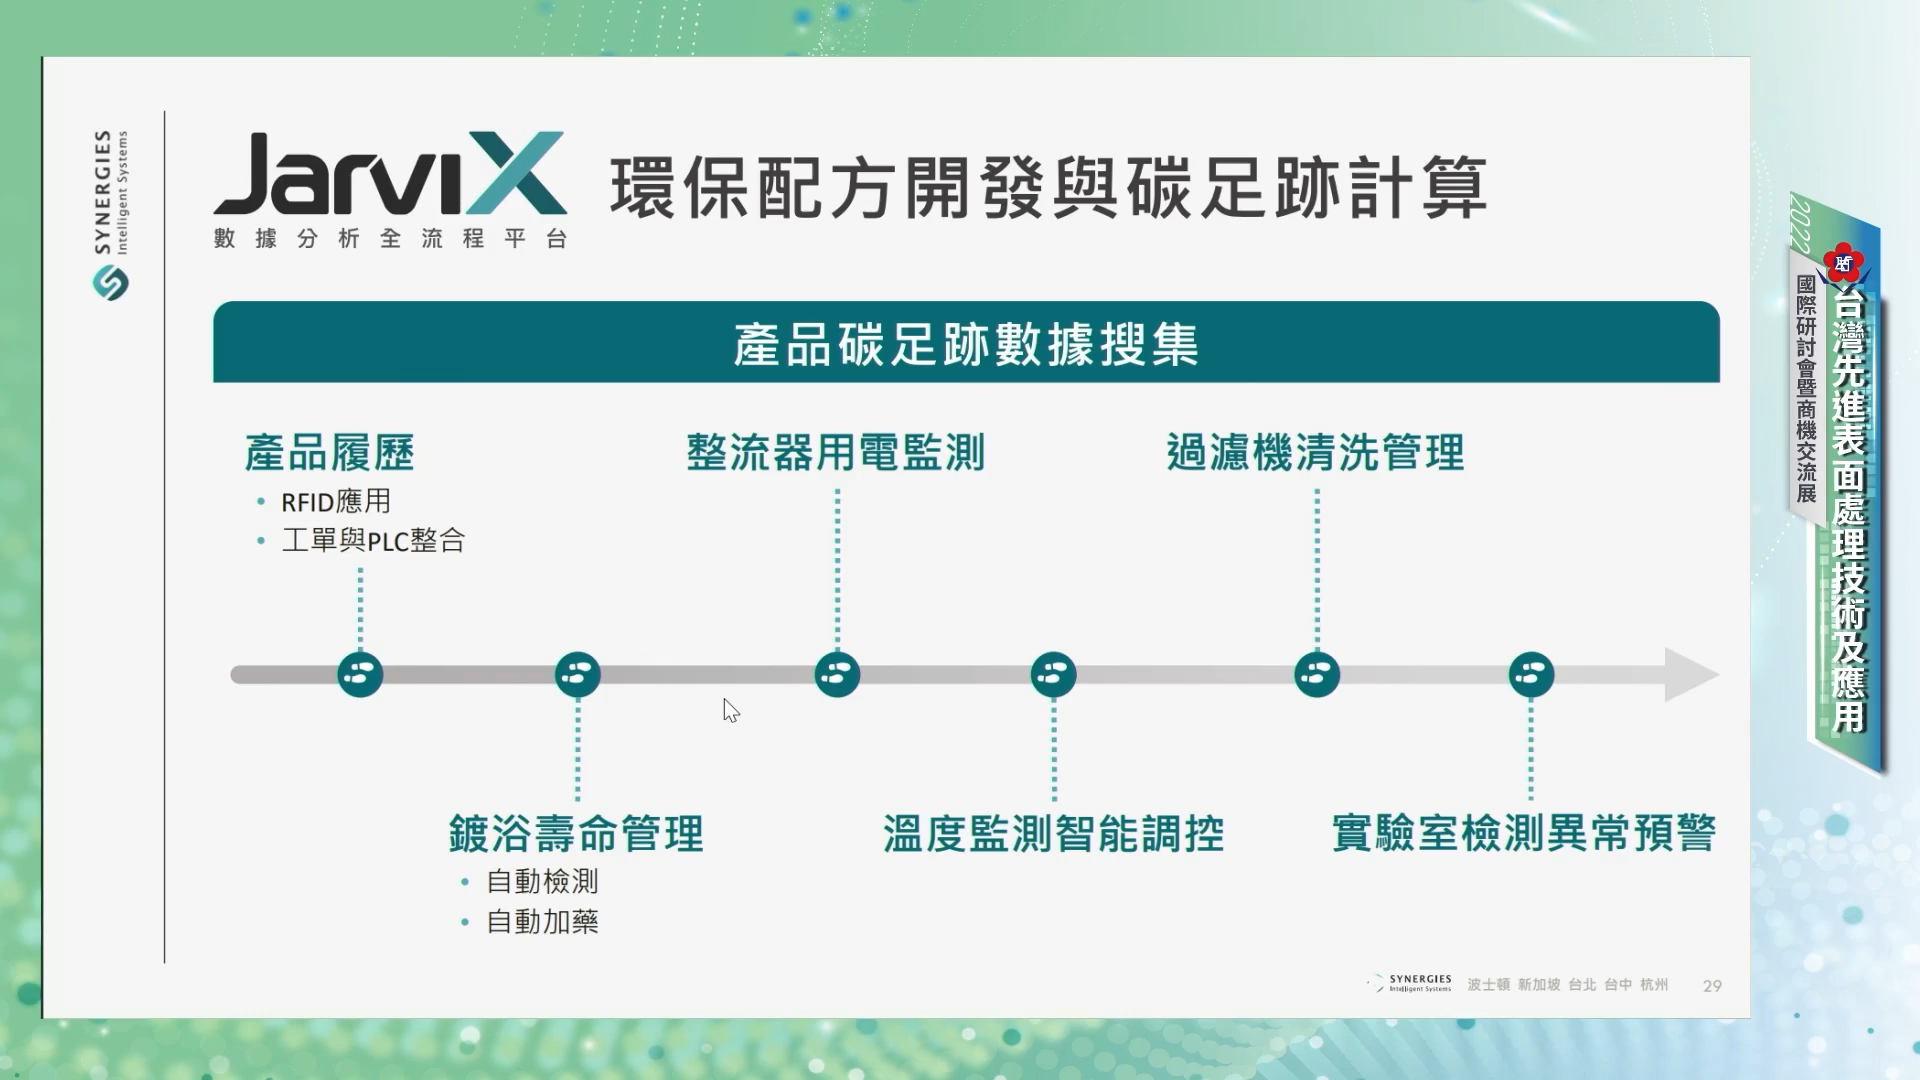 SYNERGIES
Intelligent Systems
JarviX
數據分析全流程平台
環保配方開發與碳足跡計算
產品碳足跡數據搜集
產品履歷
• RFID應用
• 工單與PLC整合
整流器用電監測
過濾機清洗管理
鍍浴壽命管理
• 自動檢測
• 自動加藥
溫度監測智能調控
實驗室檢測異常預警
SYNERGIES
Intelligent Systems
波士頓 新加坡 台北 台中 杭州
29
2022
台灣先進表面處理技術及應用
國際研討會暨商機交流展